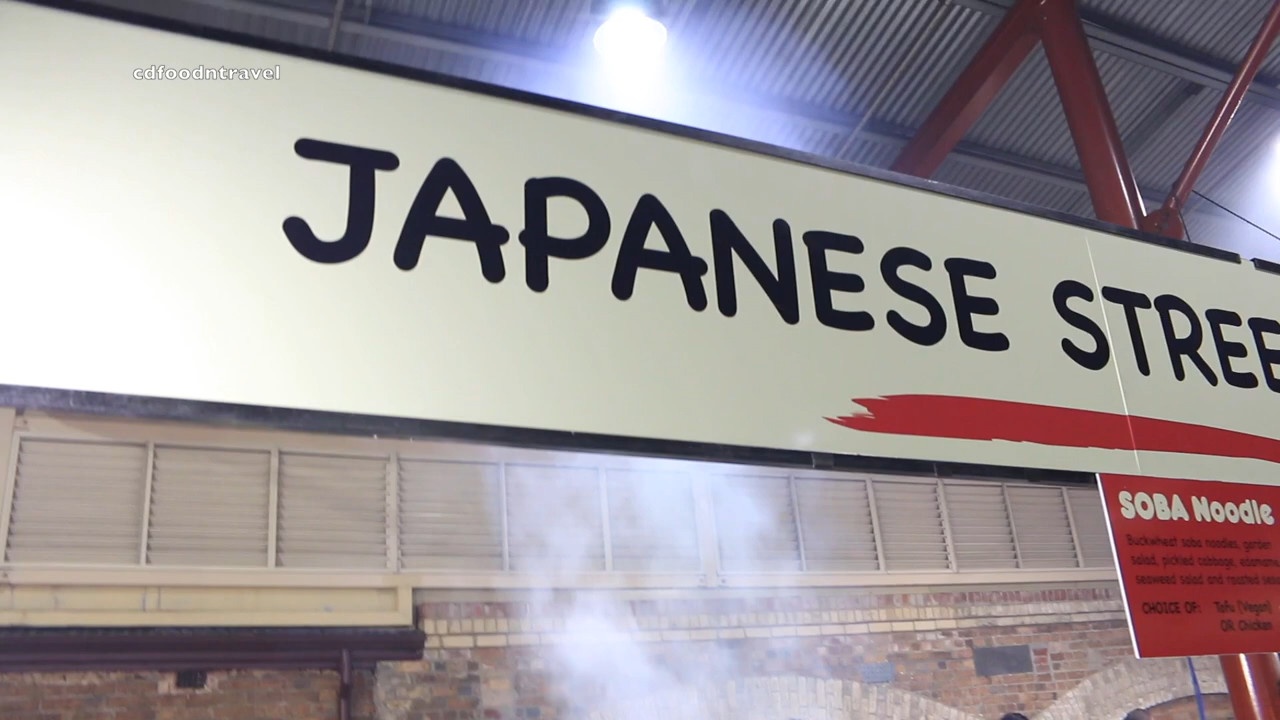 cdfoodntravel
JAPANESE STREE
SOBA Noodle
Buckwheat soba noodles, garden
salad, pickled cabbage, edamame
seaweed salad and roasted
CHOICE OF: Tofu (Vegan)
OR Chicken